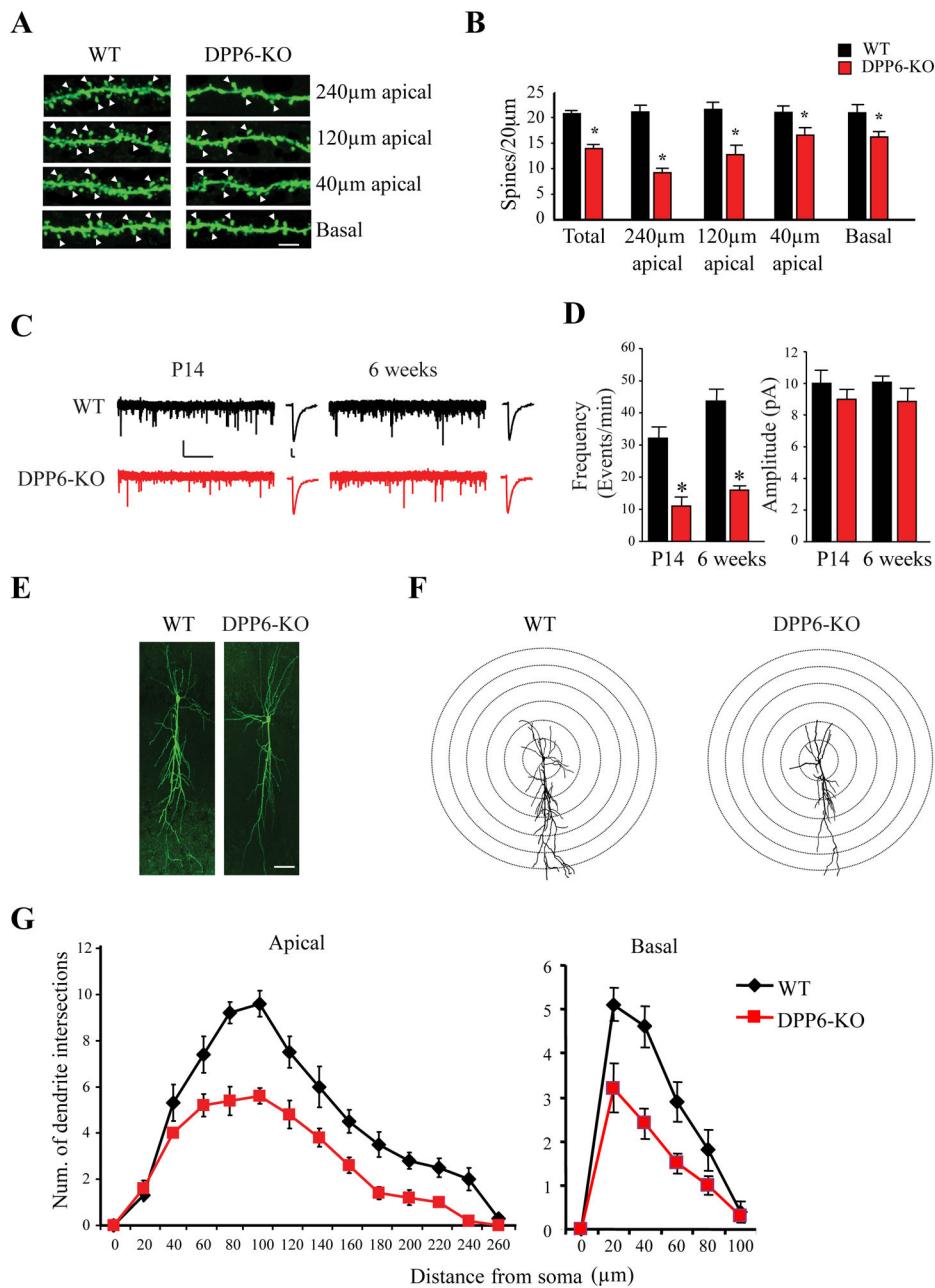 A
WT DPP6-KO
240µm apical
120µm apical
40µm apical
Basal
B
WT
DPP6-KO
Spines/20µm
25
20
15
10
5
0
* * * * *
Total 240µm apical 120µm apical 40µm apical Basal
C
P14 6 weeks
WT
DPP6-KO
D
Frequency (Events/min)
60
50
40
30
20
10
0
* *
P14 6 weeks
Amplitude (pA)
12
10
8
6
4
2
0
P14 6 weeks
E
WT DPP6-KO
F
WT DPP6-KO
G
Apical
Num. of dendrite intersections
12
10
8
6
4
2
0
0 20 40 60 80 100 120 140 160 180 200 220 240 260
Basal
6
5
4
3
2
1
0
0 20 40 60 80 100
WT
DPP6-KO
Distance from soma (µm)